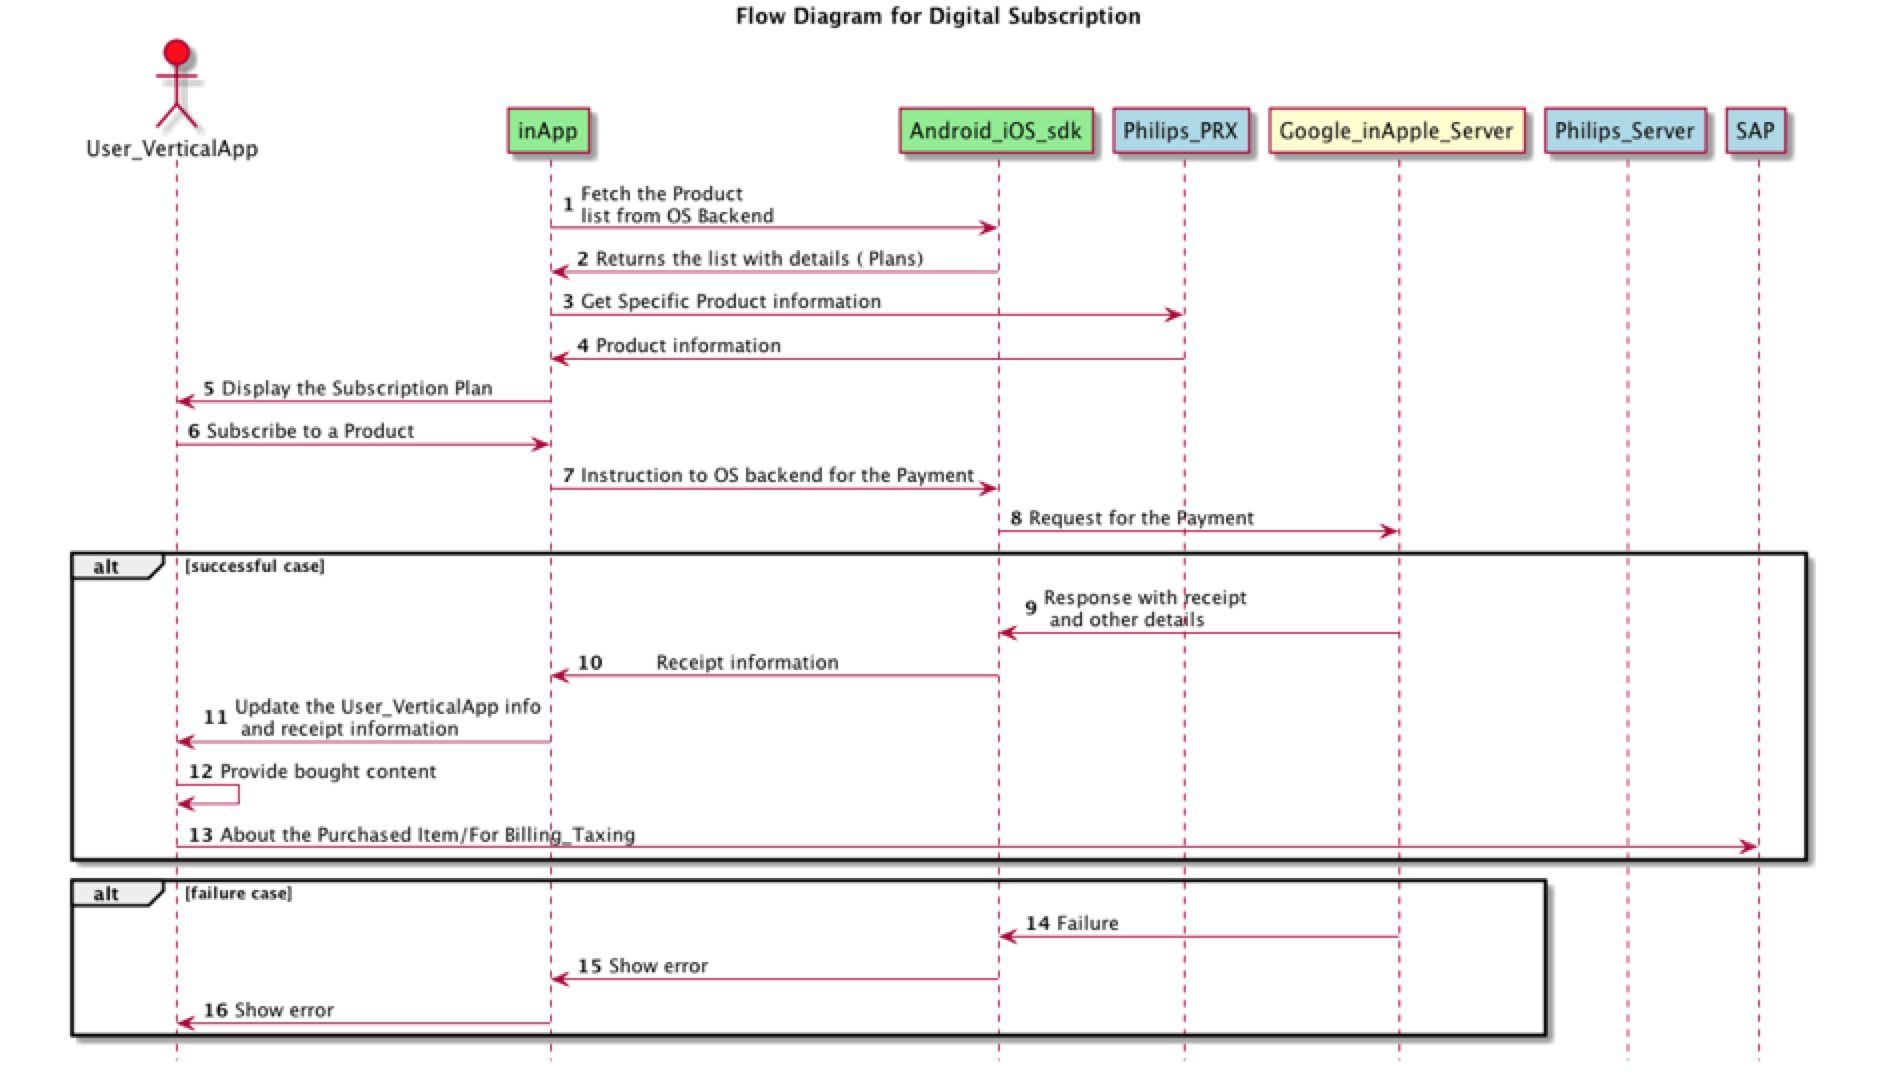 Flow Diagram for Digital Subscription
User_VerticalApp
inApp
Android_iOS_sdk
Philips_PRX
Google_inApple_Server
Philips_Server
SAP
1 Fetch the Product
list from OS Backend
2 Returns the list with details ( Plans)
3 Get Specific Product information
4 Product information
5 Display the Subscription Plan
6 Subscribe to a Product
7 Instruction to OS backend for the Payment
8 Request for the Payment
alt [successful case]
9 Response with receipt
and other details
10 Receipt information
11 Update the User_VerticalApp info
and receipt information
12 Provide bought content
13 About the Purchased Item/For Billing_Taxing
alt [failure case]
14 Failure
15 Show error
16 Show error